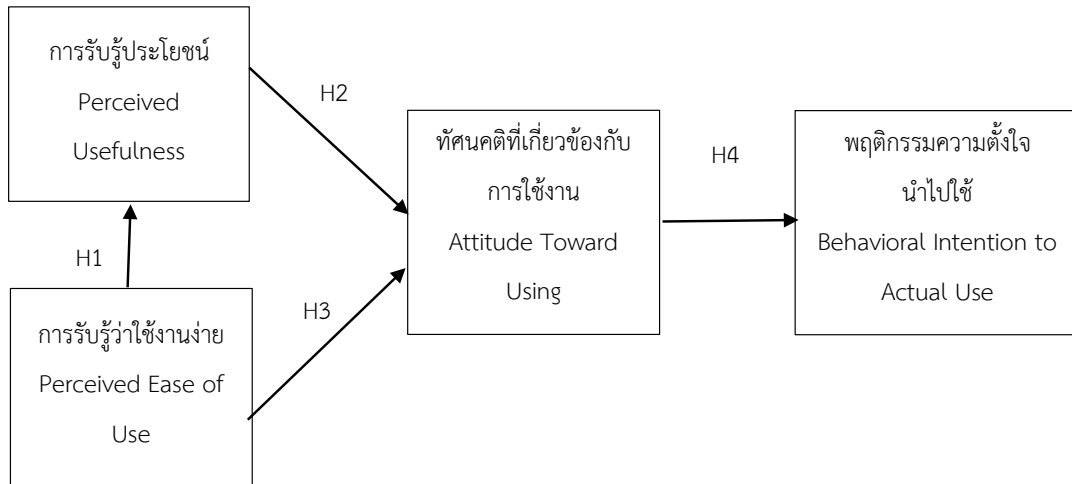 การรับรู้ประโยชน์
Perceived
Usefulness
H2
ทัศนคติที่เกี่ยวข้องกับ
การใช้งาน
Attitude Toward
Using
H4
พฤติกรรมความตั้งใจ
นำไปใช้
Behavioral Intention to
Actual Use
H1
การรับรู้ว่าใช้งานง่าย
Perceived Ease of
Use
H3